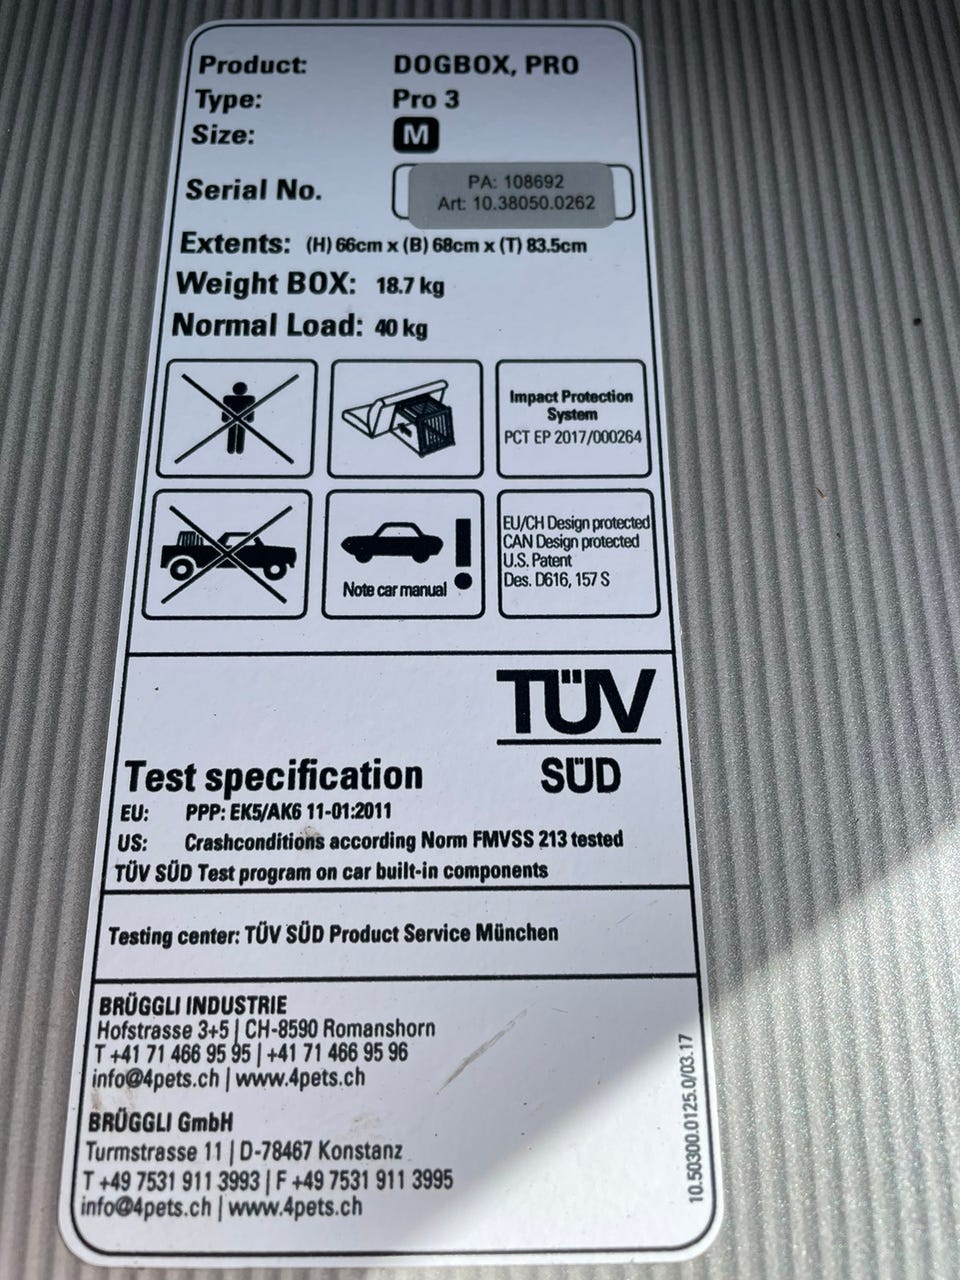 Product: DOGBOX, PRO
Type: Pro 3
Size: M
Serial No. PA: 108692
Art: 10.38050.0262
Extents: (H) 66cm x (B) 68cm x (T) 83.5cm
Weight BOX: 18.7 kg
Normal Load: 40 kg
Impact Protection
System
PCT EP 2017/000264
Note car manual !
EU/CH Design protected
CAN Design protected
U.S. Patent
Des. D616, 157 S
TÜV
SÜD
Test specification
EU: PPP: EK5/AK6 11-01:2011
US: Crashconditions according Norm FMVSS 213 tested
TÜV SÜD Test program on car built-in components
Testing center: TÜV SÜD Product Service München
BRÜGGLI INDUSTRIE
Hofstrasse 3+5 | CH-8590 Romanshorn
T +41 71 466 95 95 | +41 71 466 95 96
info@4pets.ch | www.4pets.ch
BRÜGGLI GmbH
Turmstrasse 11 | D-78467 Konstanz
T +49 7531 911 3993 | F +49 7531 911 3995
info@4pets.ch | www.4pets.ch
10.50300.0125.0/03.17